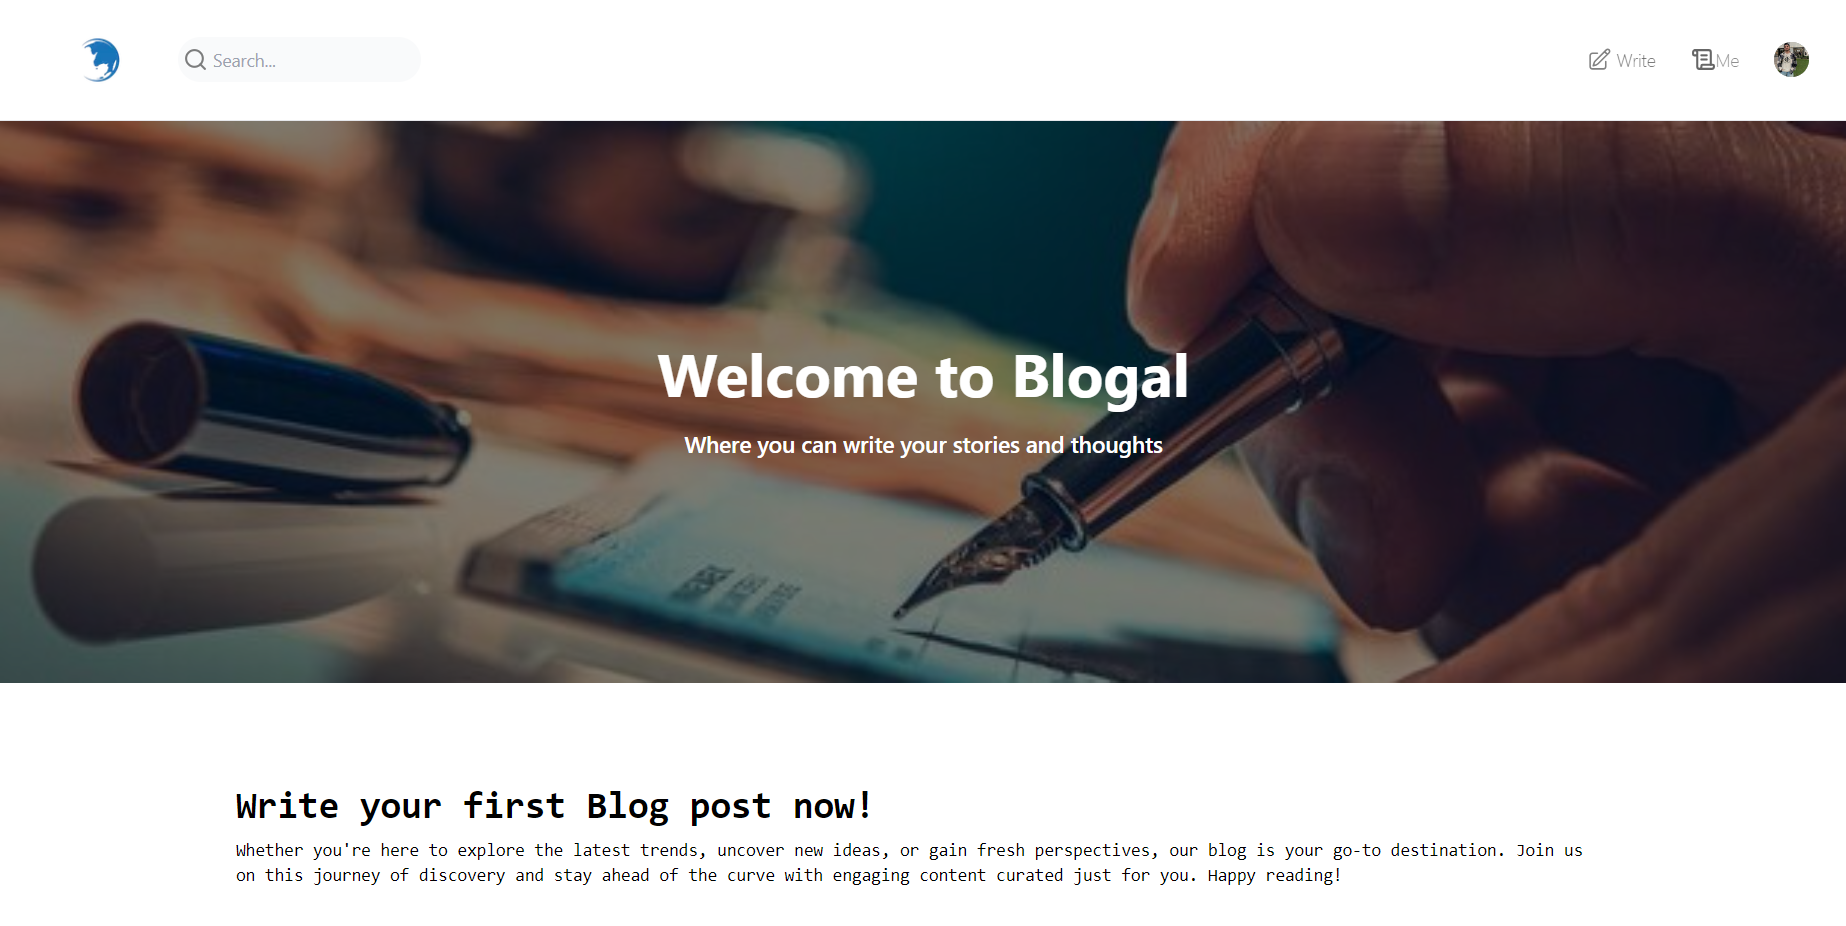 Search...
Write
Me
Welcome to Blogal
Where you can write your stories and thoughts
Write your first Blog post now!
Whether you're here to explore the latest trends, uncover new ideas, or gain fresh perspectives, our blog is your go-to destination. Join us
on this journey of discovery and stay ahead of the curve with engaging content curated just for you. Happy reading!